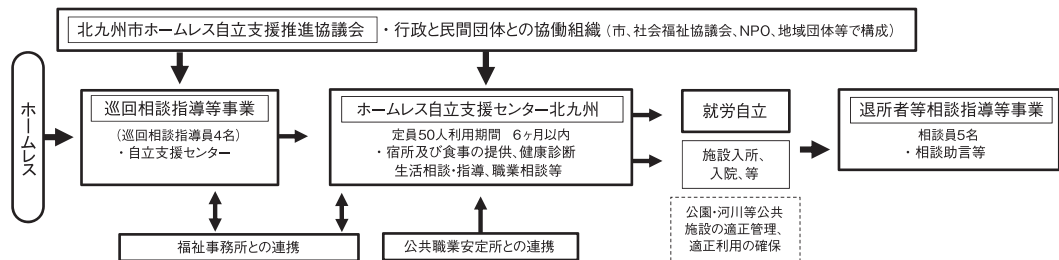 北九州市ホームレス自立支援推進協議会 ・行政と民間団体との協働組織(市、社会福祉協議会、NPO、地域団体等で構成)
ホームレス
巡回相談指導等事業
(巡回相談指導員4名)
・自立支援センター
ホームレス自立支援センター北九州
定員50人利用期間 6ヶ月以内
・宿所及び食事の提供、健康診断
生活相談・指導、職業相談等
就労自立
施設入所、
入院、等
公園・河川等公共
施設の適正管理、
適正利用の確保
退所者等相談指導等事業
相談員5名
・相談助言等
福祉事務所との連携
公共職業安定所との連携